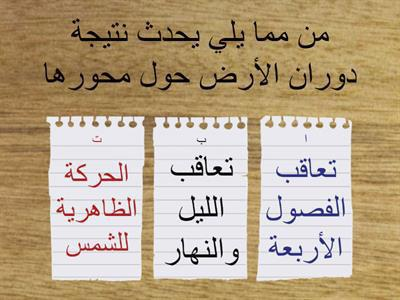 من مما يلي يحدث نتيجة
دوران الأرض حول محورها
ا
تعاقب
الفصول
الأربعة
ب
تعاقب
الليل
والنهار
ت
الحركة
الظاهرية
للشمس